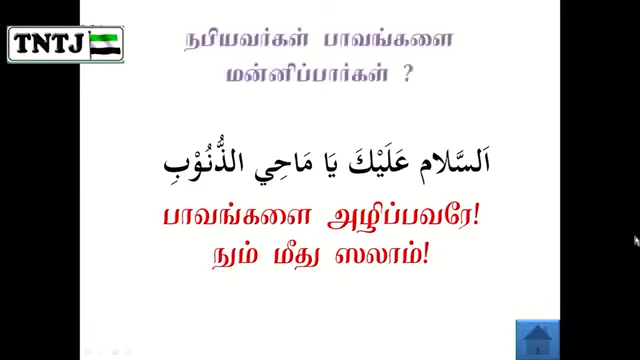 TNTJ
நபியவர்கள் பாவங்களை
மன்னிப்பார்கள் ?
اَلسَّلام عَلَيْكَ يَا مَاحِي الذُّنُوْبِ
பாவங்களை அழிப்பவரே!
நும் மீது ஸலாம்!